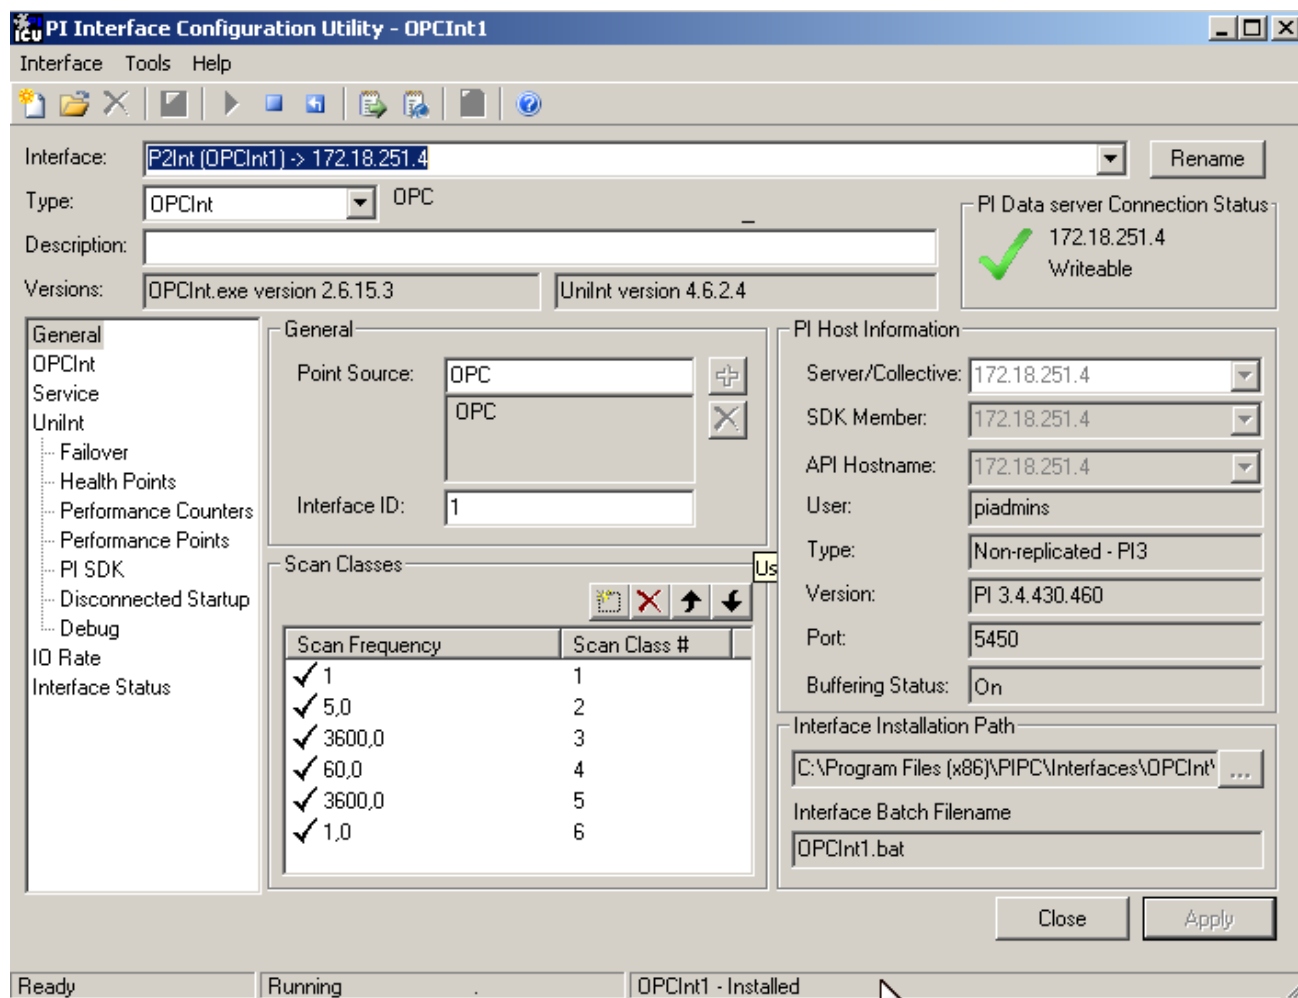 PI ICU PI Interface Configuration Utility - OPCInt1
Interface Tools Help
Interface: P2Int (OPCInt1) -> 172.18.251.4 Rename
Type: OPCInt OPC
PI Data server Connection Status
172.18.251.4
Writeable
Description:
Versions: OPCInt.exe version 2.6.15.3 UniInt version 4.6.2.4
General
OPCInt
Service
UniInt
Failover
Health Points
Performance Counters
Performance Points
PI SDK
Disconnected Startup
Debug
IO Rate
Interface Status
General
Point Source: OPC
OPC
Interface ID: 1
Scan Classes
Us
Scan Frequency Scan Class #
1 1
5,0 2
3600,0 3
60,0 4
3600,0 5
1,0 6
PI Host Information
Server/Collective: 172.18.251.4
SDK Member: 172.18.251.4
API Hostname: 172.18.251.4
User: piadmins
Type: Non-replicated - PI3
Version: PI 3.4.430.460
Port: 5450
Buffering Status: On
Interface Installation Path
C:\Program Files (x86)\PIPC\Interfaces\OPCInt\ ...
Interface Batch Filename
OPCInt1.bat
Close Apply
Ready Running OPCInt1 - Installed